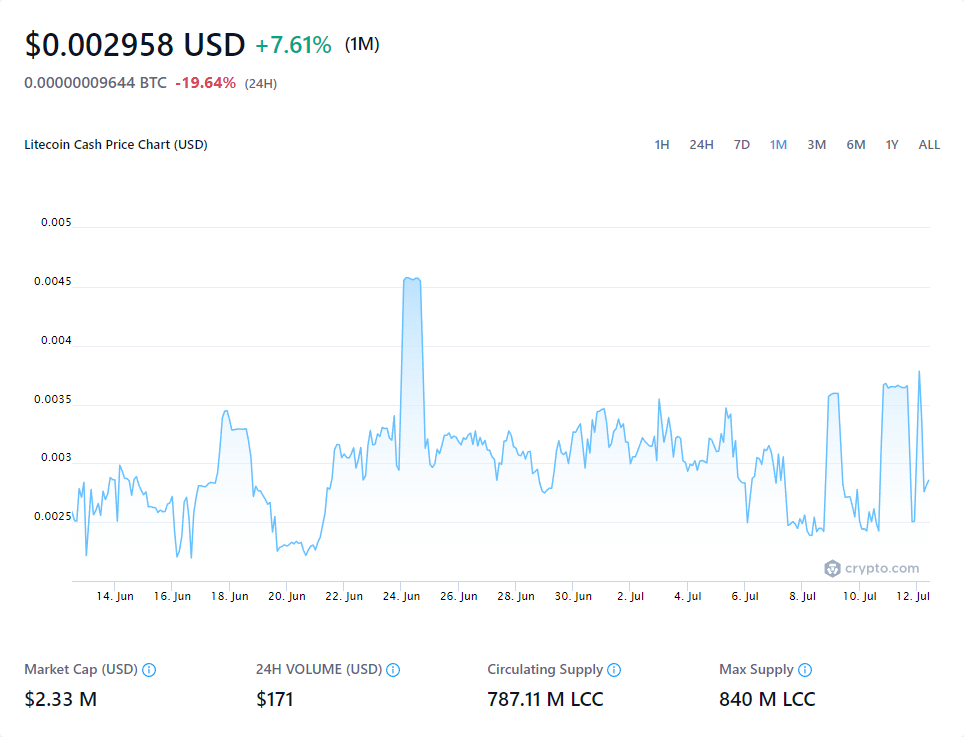 $0.002958 USD +7.61% (1M)
0.00000009644 BTC -19.64% (24H)
Litecoin Cash Price Chart (USD) 1H 24H 7D 1M 3M 6M 1Y ALL
0.005
0.0045
0.004
0.0035
0.003
0.0025
crypto.com
14. Jun 16. Jun 18. Jun 20. Jun 22. Jun 24. Jun 26. Jun 28. Jun 30. Jun 2. Jul 4. Jul 6. Jul 8. Jul 10. Jul 12. Jul
Market Cap (USD) 24H VOLUME (USD) Circulating Supply Max Supply
$2.33 M $171 787.11 M LCC 840 M LCC